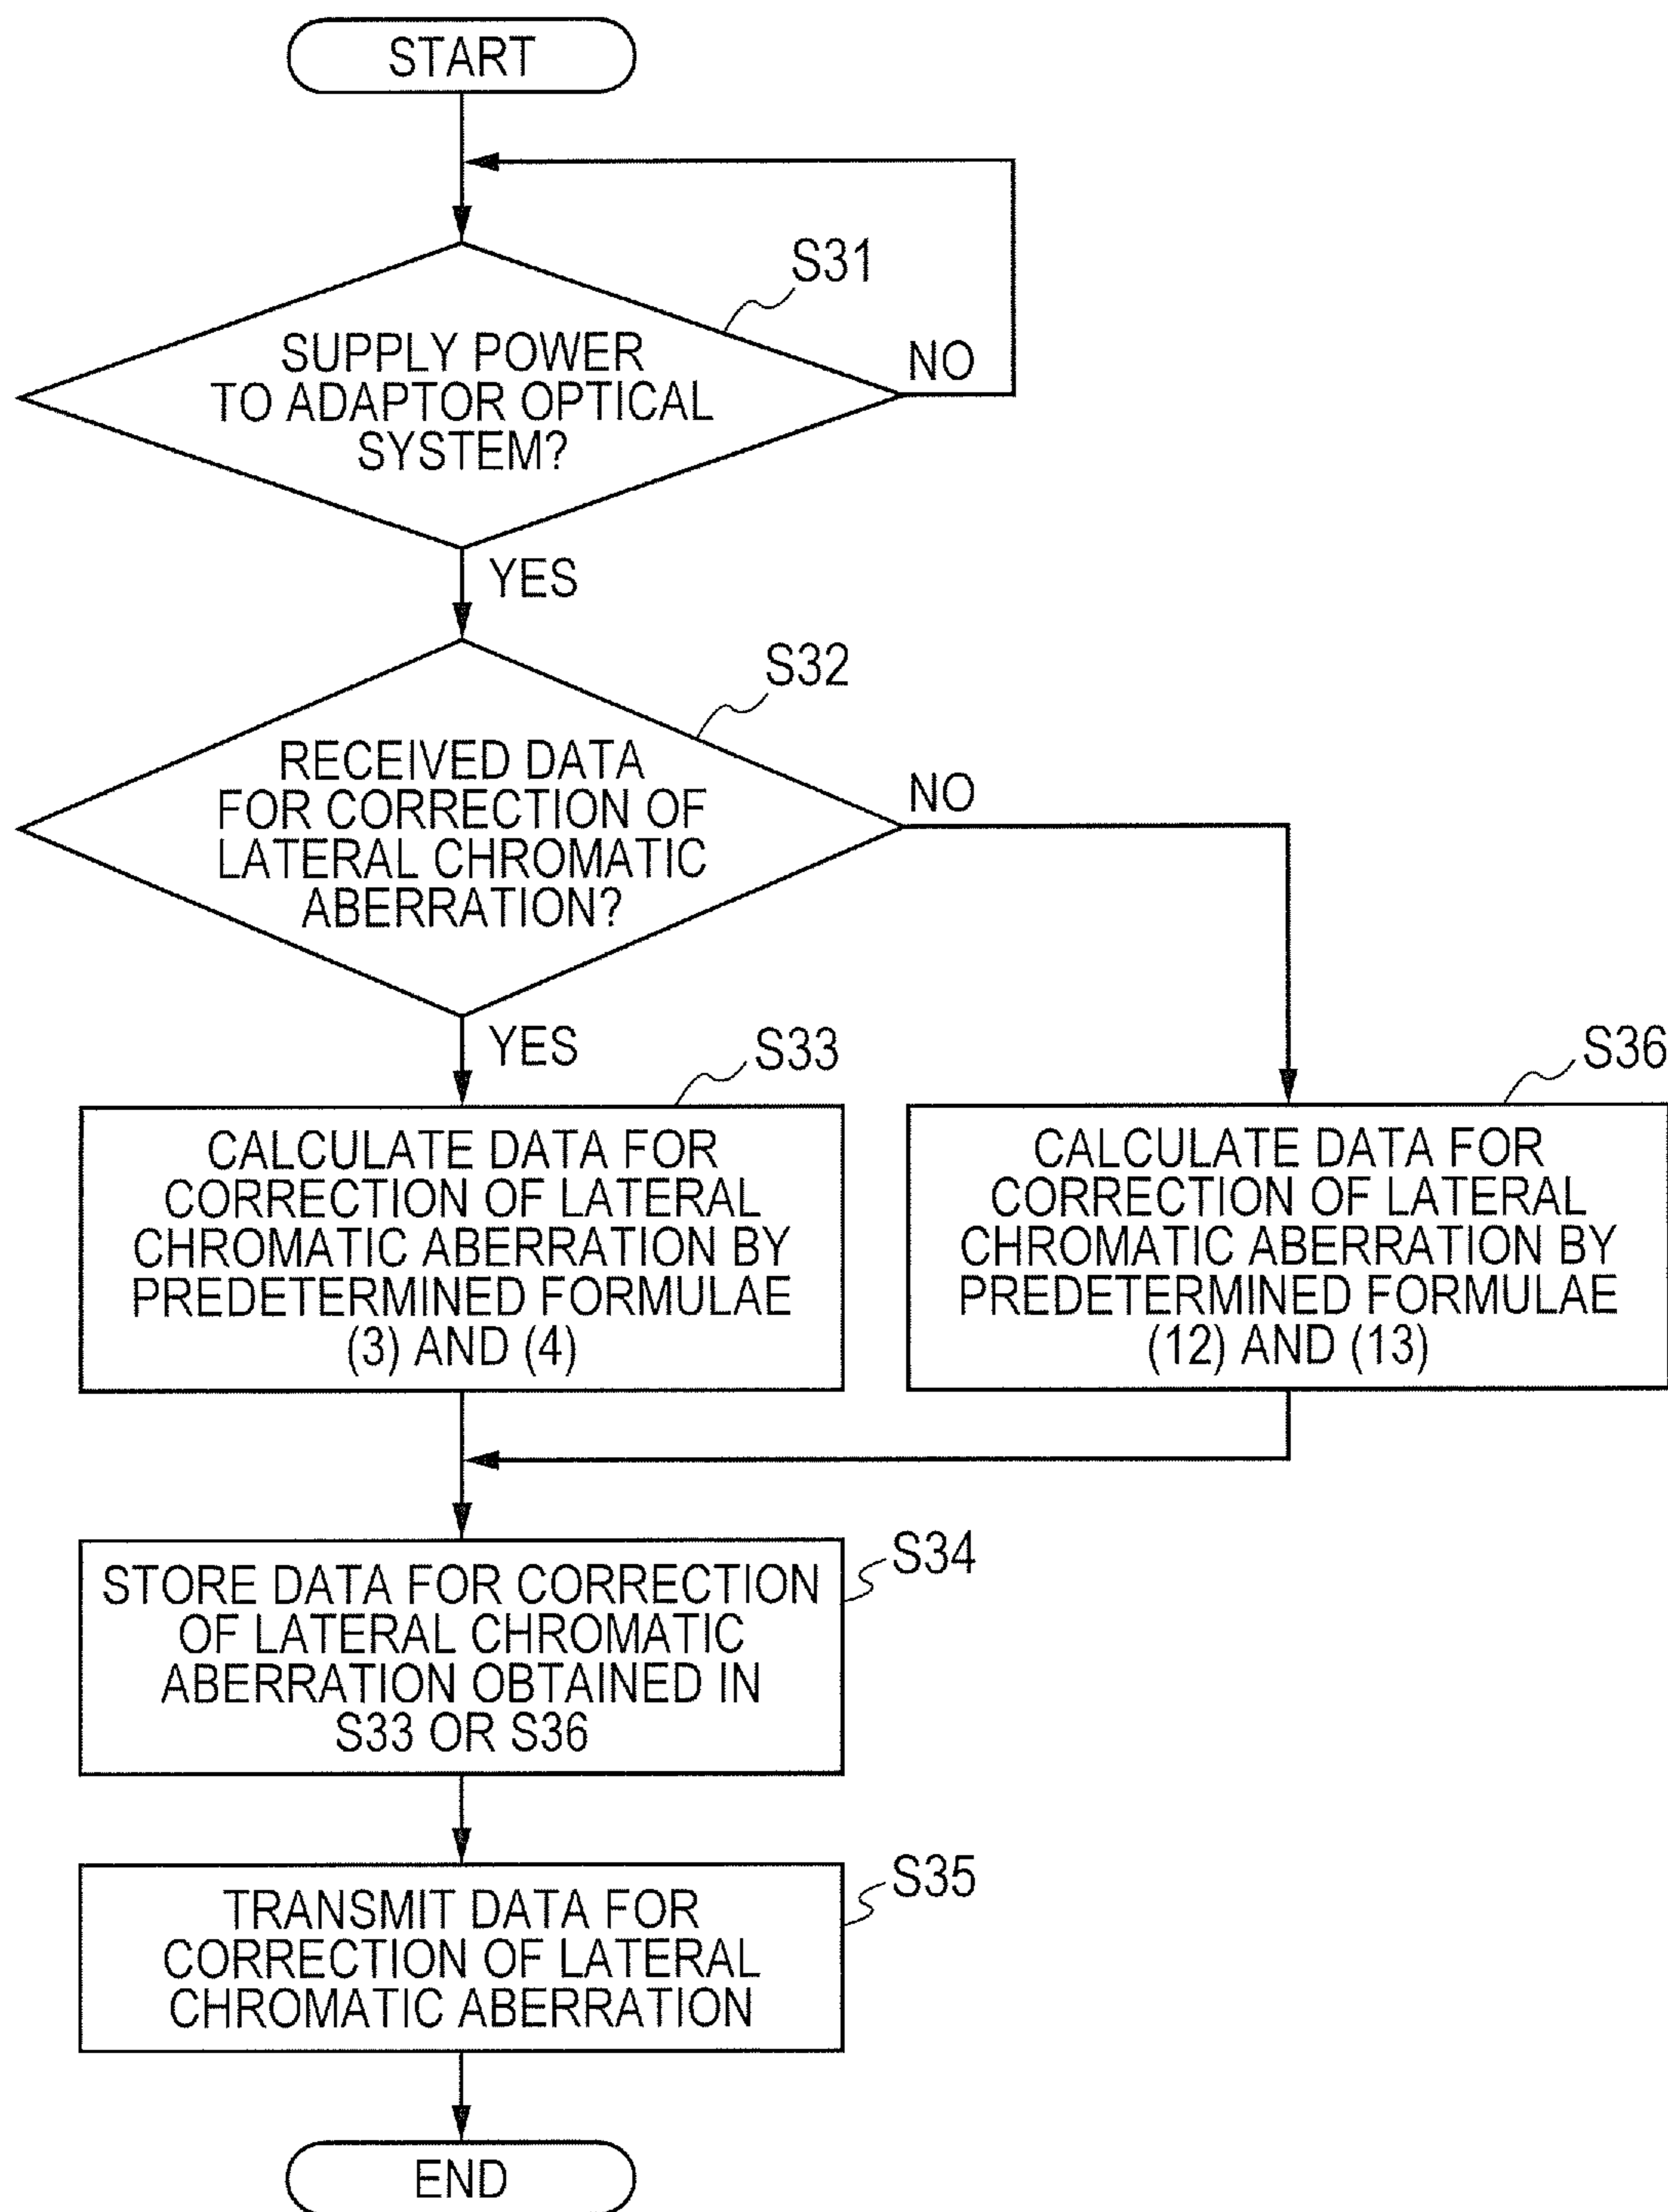 START
S31
SUPPLY POWER
TO ADAPTOR OPTICAL
SYSTEM?
NO
YES
S32
RECEIVED DATA
FOR CORRECTION OF
LATERAL CHROMATIC
ABERRATION?
NO
YES
S33
CALCULATE DATA FOR
CORRECTION OF LATERAL
CHROMATIC ABERRATION BY
PREDETERMINED FORMULAE
(3) AND (4)
S36
CALCULATE DATA FOR
CORRECTION OF LATERAL
CHROMATIC ABERRATION BY
PREDETERMINED FORMULAE
(12) AND (13)
S34
STORE DATA FOR CORRECTION
OF LATERAL CHROMATIC
ABERRATION OBTAINED IN
S33 OR S36
S35
TRANSMIT DATA FOR
CORRECTION OF LATERAL
CHROMATIC ABERRATION
END